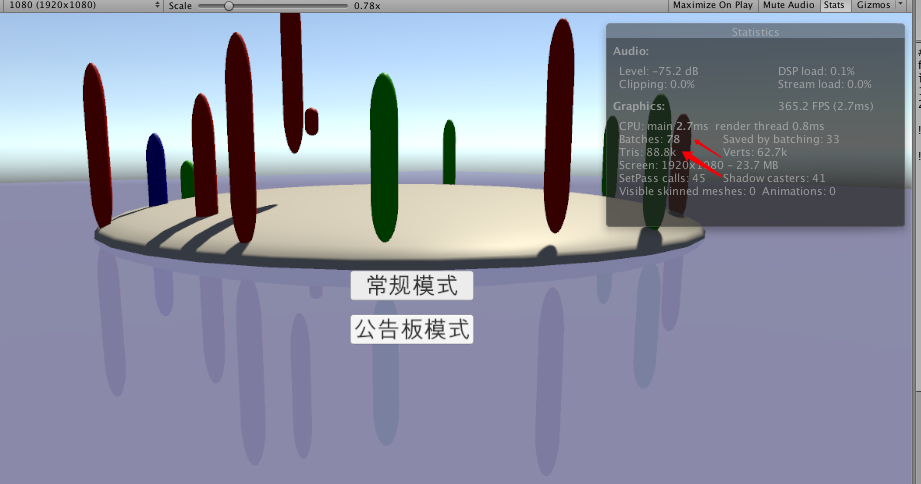 1080 (1920x1080) Scale 0.78x Maximize On Play Mute Audio Stats Gizmos
Statistics
Audio:
Level: -75.2 dB DSP load: 0.1%
Clipping: 0.0% Stream load: 0.0%
Graphics: 365.2 FPS (2.7ms)
CPU: main 2.7ms render thread 0.8ms
Batches: 78 Saved by batching: 33
Tris: 88.8k Verts: 62.7k
Screen: 1920x1080 - 23.7 MB
SetPass calls: 45 Shadow casters: 41
Visible skinned meshes: 0 Animations: 0
常规模式
公告板模式